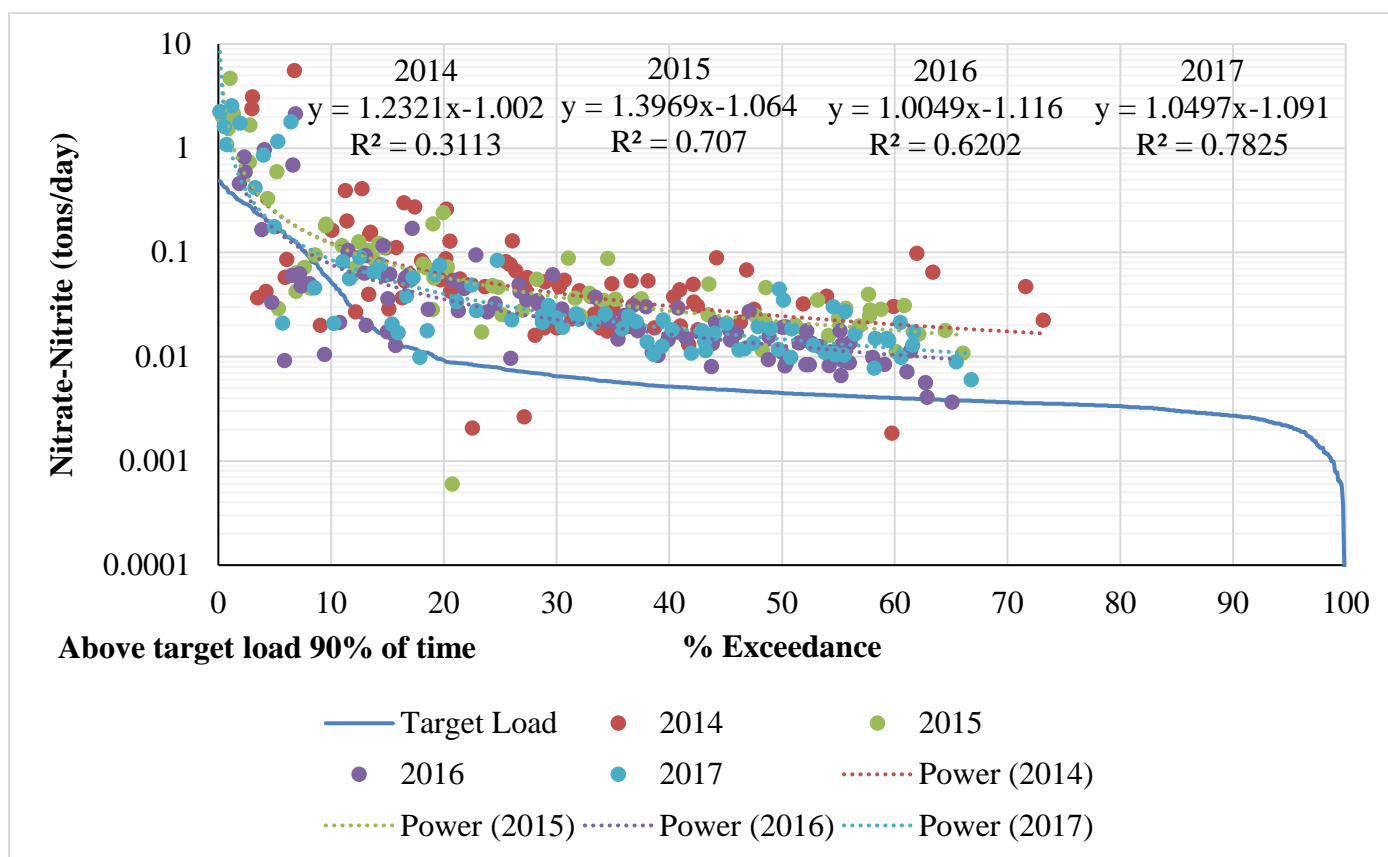 Nitrate-Nitrite (tons/day)
10
1
0.1
0.01
0.001
0.0001
2014
y = 1.2321x-1.002
R² = 0.3113
2015
y = 1.3969x-1.064
R² = 0.707
2016
y = 1.0049x-1.116
R² = 0.6202
2017
y = 1.0497x-1.091
R² = 0.7825
0 10 20 30 40 50 60 70 80 90 100
Above target load 90% of time % Exceedance
Target Load 2014 2015
2016 2017 Power (2014)
Power (2015) Power (2016) Power (2017)